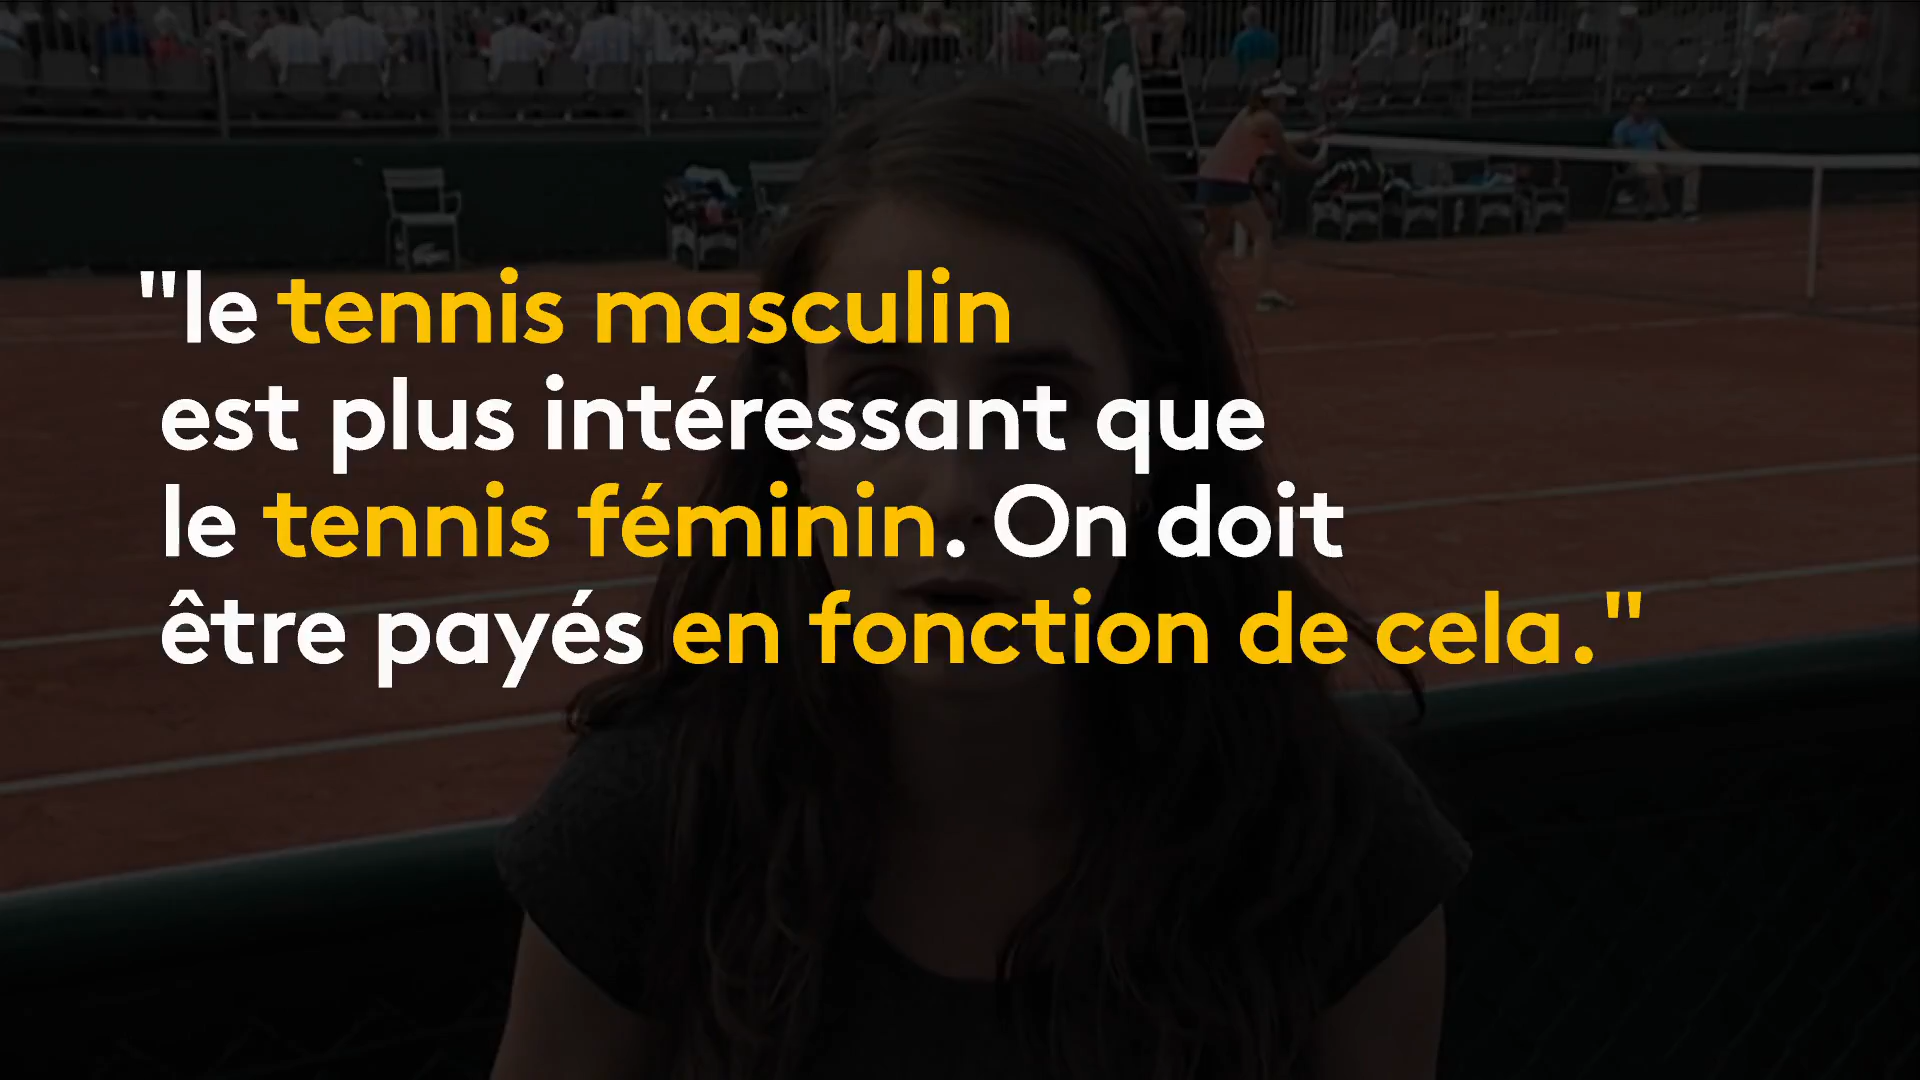 "le tennis masculin
est plus intéressant que
le tennis féminin. On doit
être payés en fonction de cela."